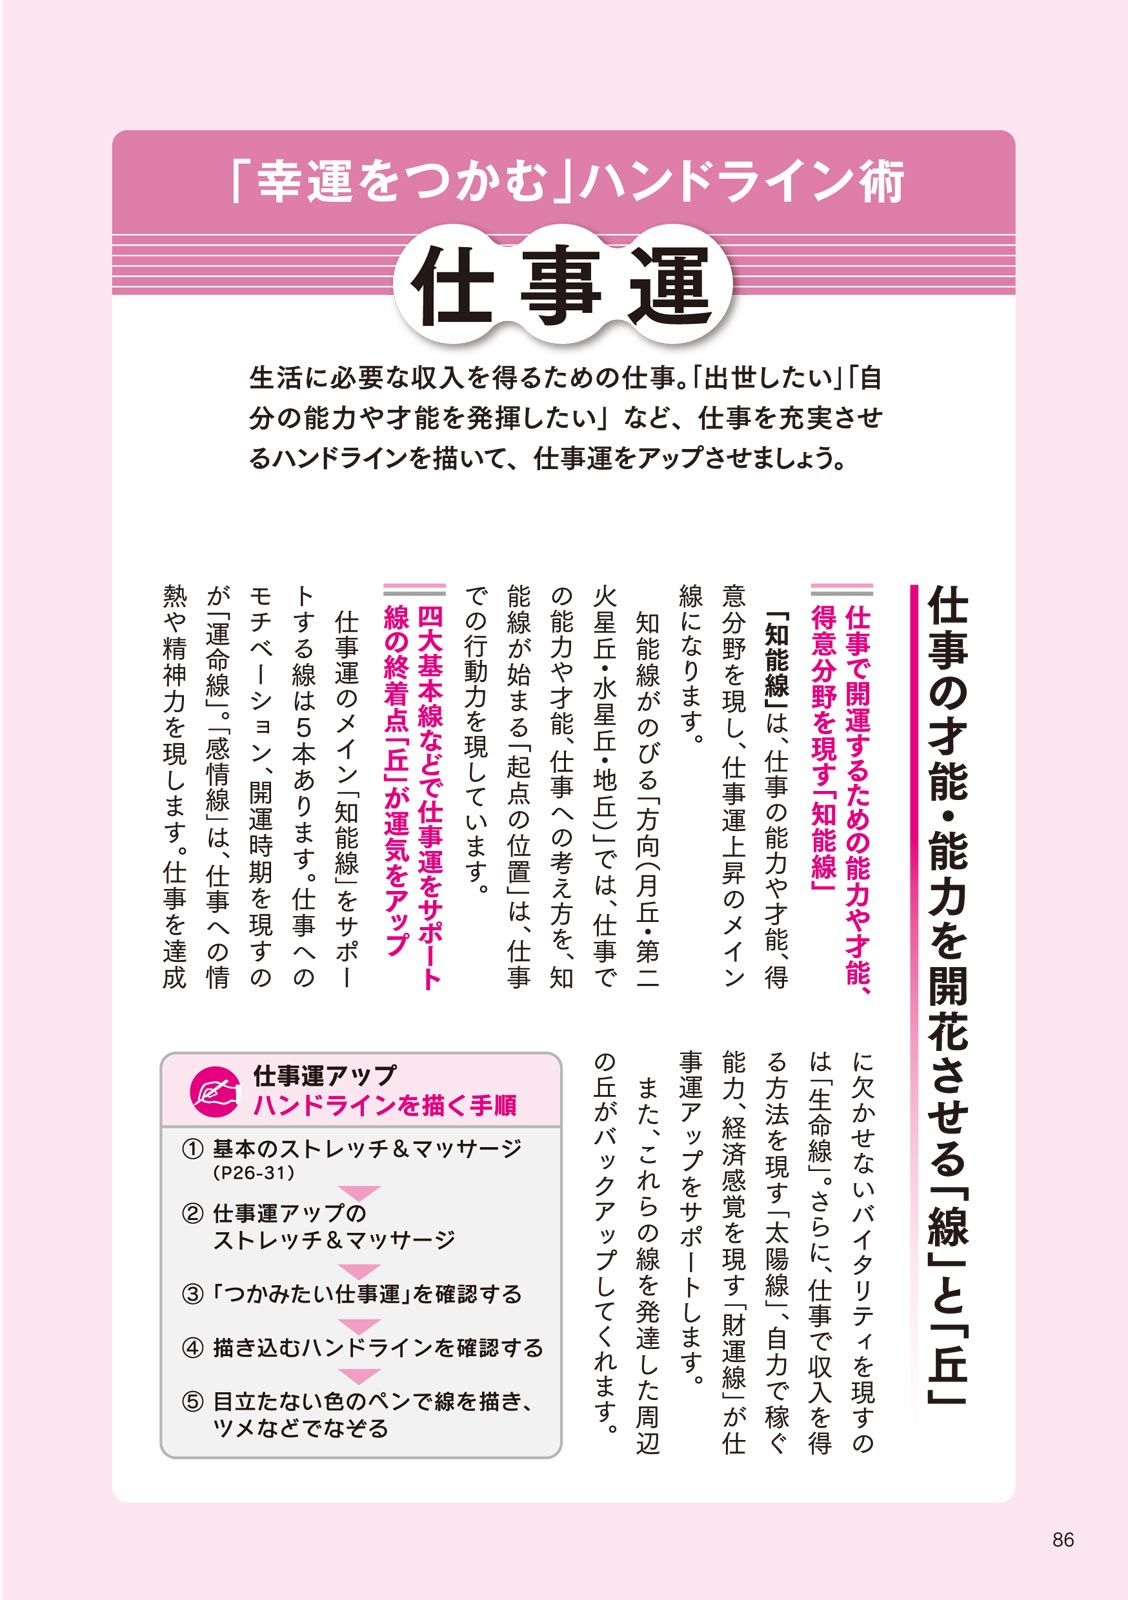 「幸運をつかむ」ハンドライン術
仕事運
生活に必要な収入を得るための仕事。「出世したい」「自
分の能力や才能を発揮したい」など、仕事を充実させ
るハンドラインを描いて、仕事運をアップさせましょう。
仕事の才能・能力を開花させる「線」と「丘」
仕事で開運するための能力や才能、
得意分野を現す「知能線」
「知能線」は、仕事の能力や才能、得
意分野を現し、仕事運上昇のメイン
線になります。
知能線がのびる「方向（月丘・第二
火星丘・水星丘・地丘）」では、仕事で
の能力や才能、仕事への考え方を、知
能線が始まる「起点の位置」は、仕事
での行動力を現しています。
四大基本線などで仕事運をサポート
線の終着点「丘」が運気をアップ
仕事運のメイン「知能線」をサポー
トする線は５本あります。仕事への
モチベーション、開運時期を現すの
が「運命線」。「感情線」は、仕事への情
熱や精神力を現します。仕事を達成
に欠かせないバイタリティを現すの
は「生命線」。さらに、仕事で収入を得
る方法を現す「太陽線」、自力で稼ぐ
能力、経済感覚を現す「財運線」が仕
事運アップをサポートします。
また、これらの線を発達した周辺
の丘がバックアップしてくれます。
仕事運アップ
ハンドラインを描く手順
① 基本のストレッチ＆マッサージ
（P26-31）
② 仕事運アップの
ストレッチ＆マッサージ
③ 「つかみたい仕事運」を確認する
④ 描き込むハンドラインを確認する
⑤ 目立たない色のペンで線を描き、
ツメなどでなぞる
86